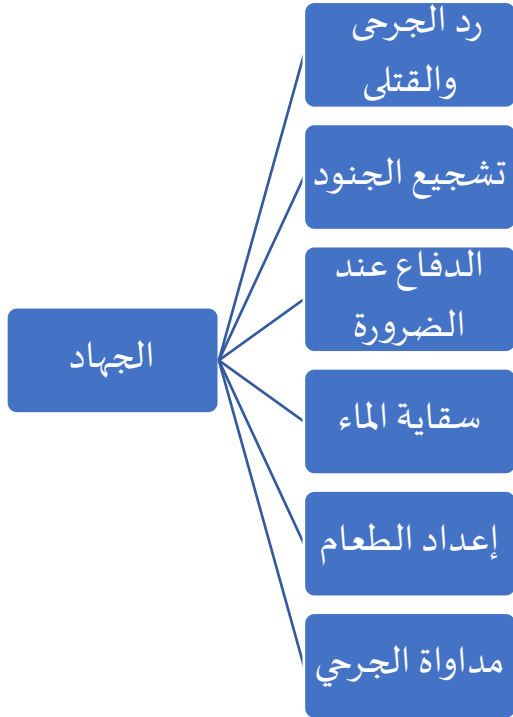 رد الجرحى
والقتلى
تشجيع الجنود
الدفاع عند
الضرورة
الجهاد
سقاية الماء
إعداد الطعام
مداواة الجرحي